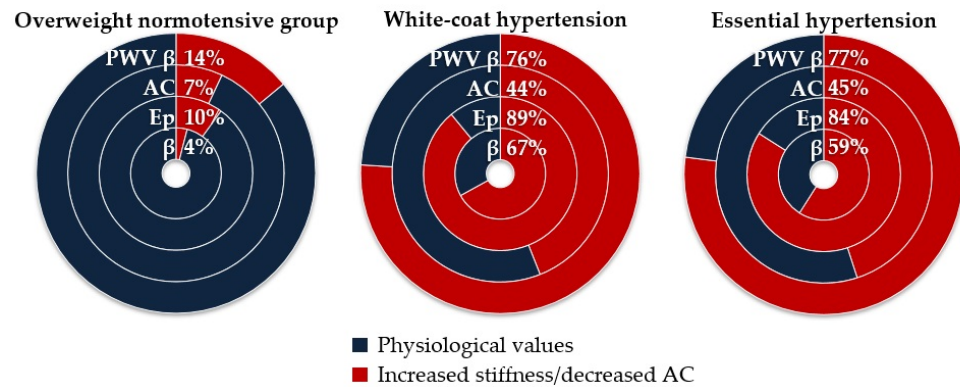 Overweight normotensive group
PWV β 14%
AC 7%
Ep 10%
β 4%
White-coat hypertension
PWV β 76%
AC 44%
Ep 89%
β 67%
Essential hypertension
PWV β 77%
AC 45%
Ep 84%
β 59%
Physiological values
Increased stiffness/decreased AC